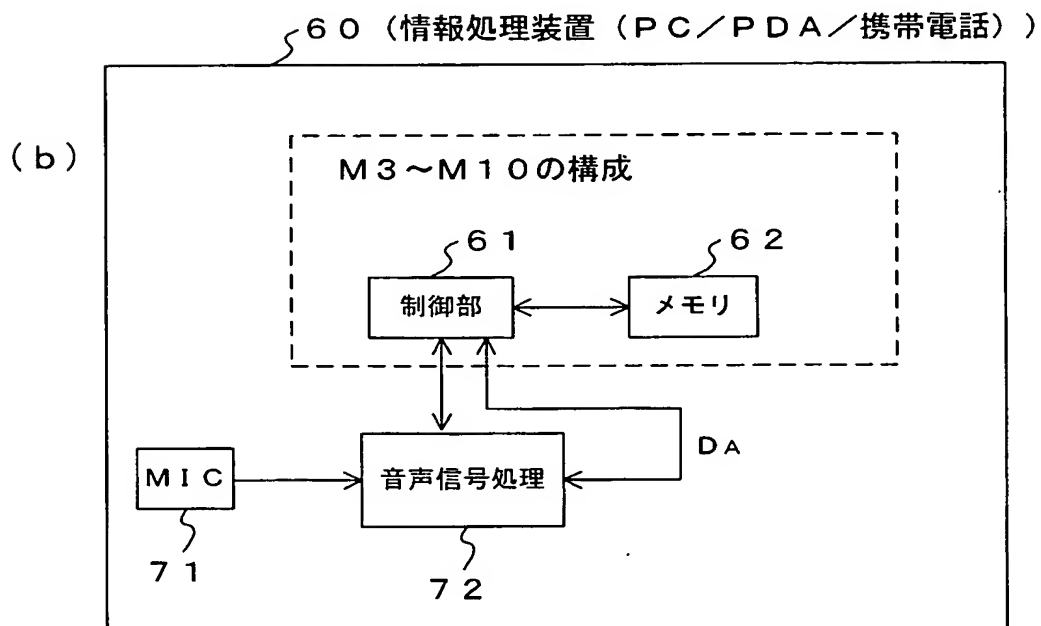 60（情報処理装置（PC／PDA／携帯電話））
（b）
M3～M10の構成
61
62
制御部
メモリ
DA
MIC
音声信号処理
71
72